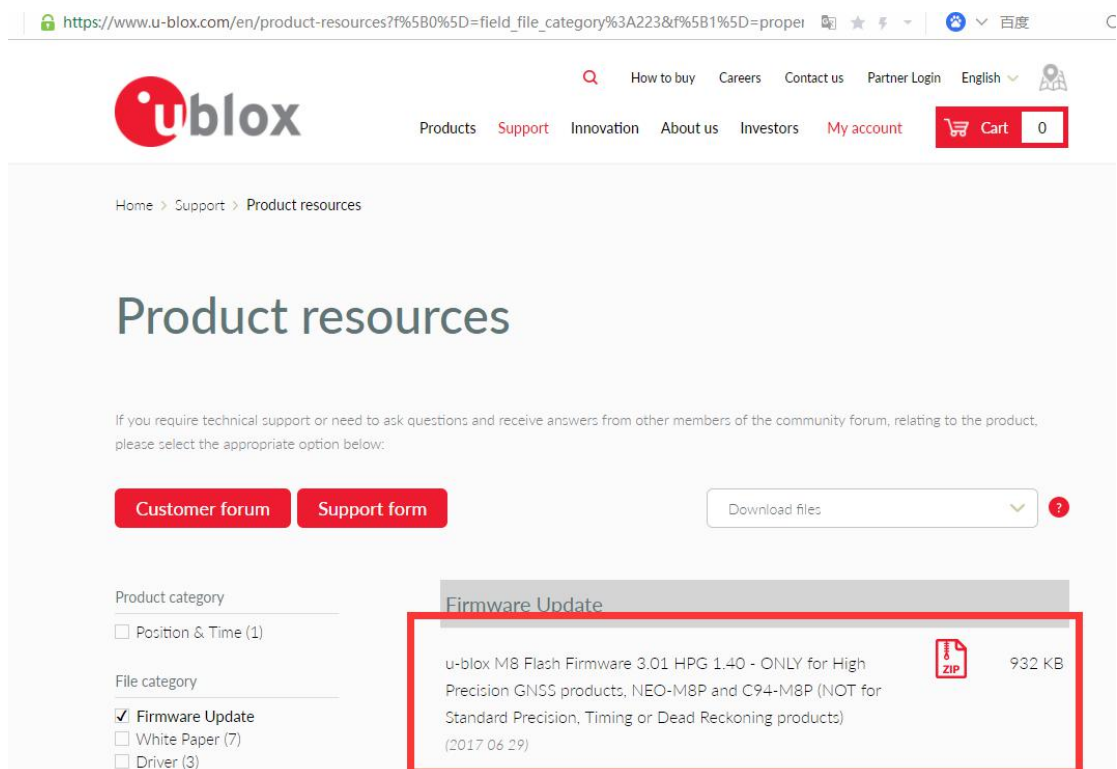 https://www.u-blox.com/en/product-resources?f%5B0%5D=field_file_category%3A223&f%5B1%5D=proper
百度
ublox
How to buy Careers Contact us Partner Login English
Products Support Innovation About us Investors My account Cart 0
Home > Support > Product resources
Product resources
If you require technical support or need to ask questions and receive answers from other members of the community forum, relating to the product,
please select the appropriate option below:
Customer forum Support form Download files ?
Product category
Position & Time (1)
File category
Firmware Update
White Paper (7)
Driver (3)
Firmware Update
u-blox M8 Flash Firmware 3.01 HPG 1.40 - ONLY for High
Precision GNSS products, NEO-M8P and C94-M8P (NOT for
Standard Precision, Timing or Dead Reckoning products)
(2017 06 29)
ZIP
932 KB